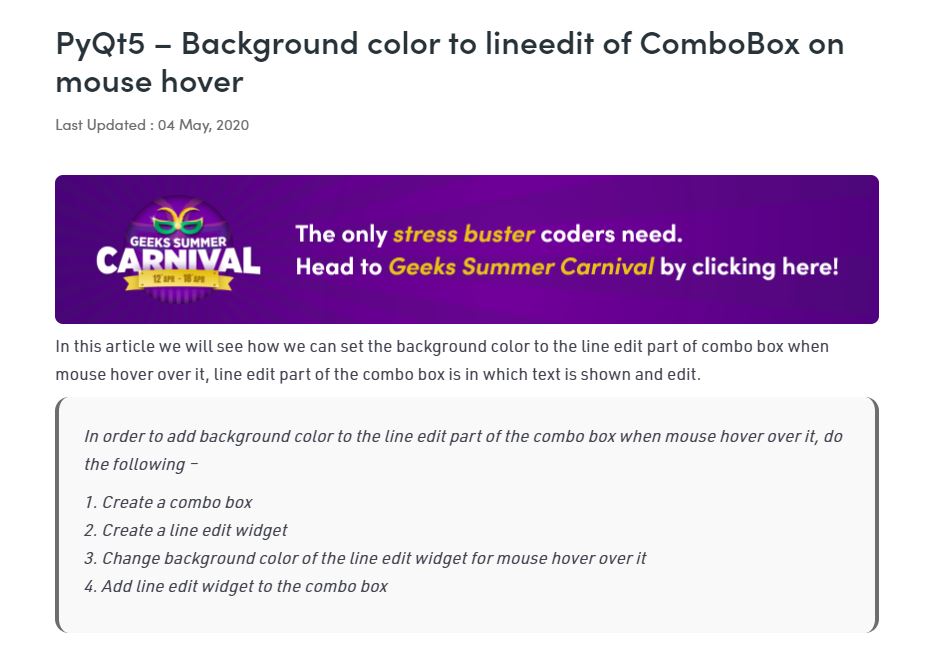 PyQt5 – Background color to lineedit of ComboBox on
mouse hover
Last Updated : 04 May, 2020
GEEKS SUMMER
CARNIVAL
12 APR - 18 APR
The only stress buster coders need.
Head to Geeks Summer Carnival by clicking here!
In this article we will see how we can set the background color to the line edit part of combo box when
mouse hover over it, line edit part of the combo box is in which text is shown and edit.
In order to add background color to the line edit part of the combo box when mouse hover over it, do
the following –
1. Create a combo box
2. Create a line edit widget
3. Change background color of the line edit widget for mouse hover over it
4. Add line edit widget to the combo box